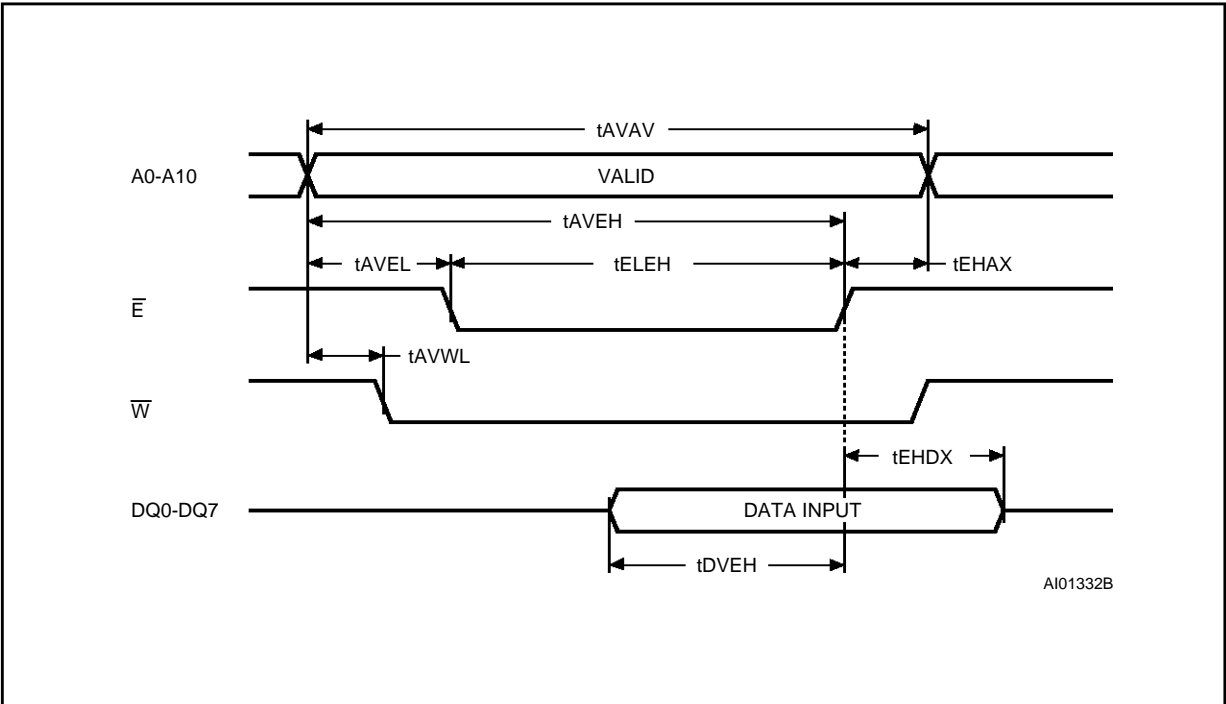 tAVAV
A0-A10
VALID
tAVEH
tAVEL
tELEH
tEHAX
E̅
tAVWL
W̅
tEHDX
DQ0-DQ7
DATA INPUT
tDVEH
AI01332B